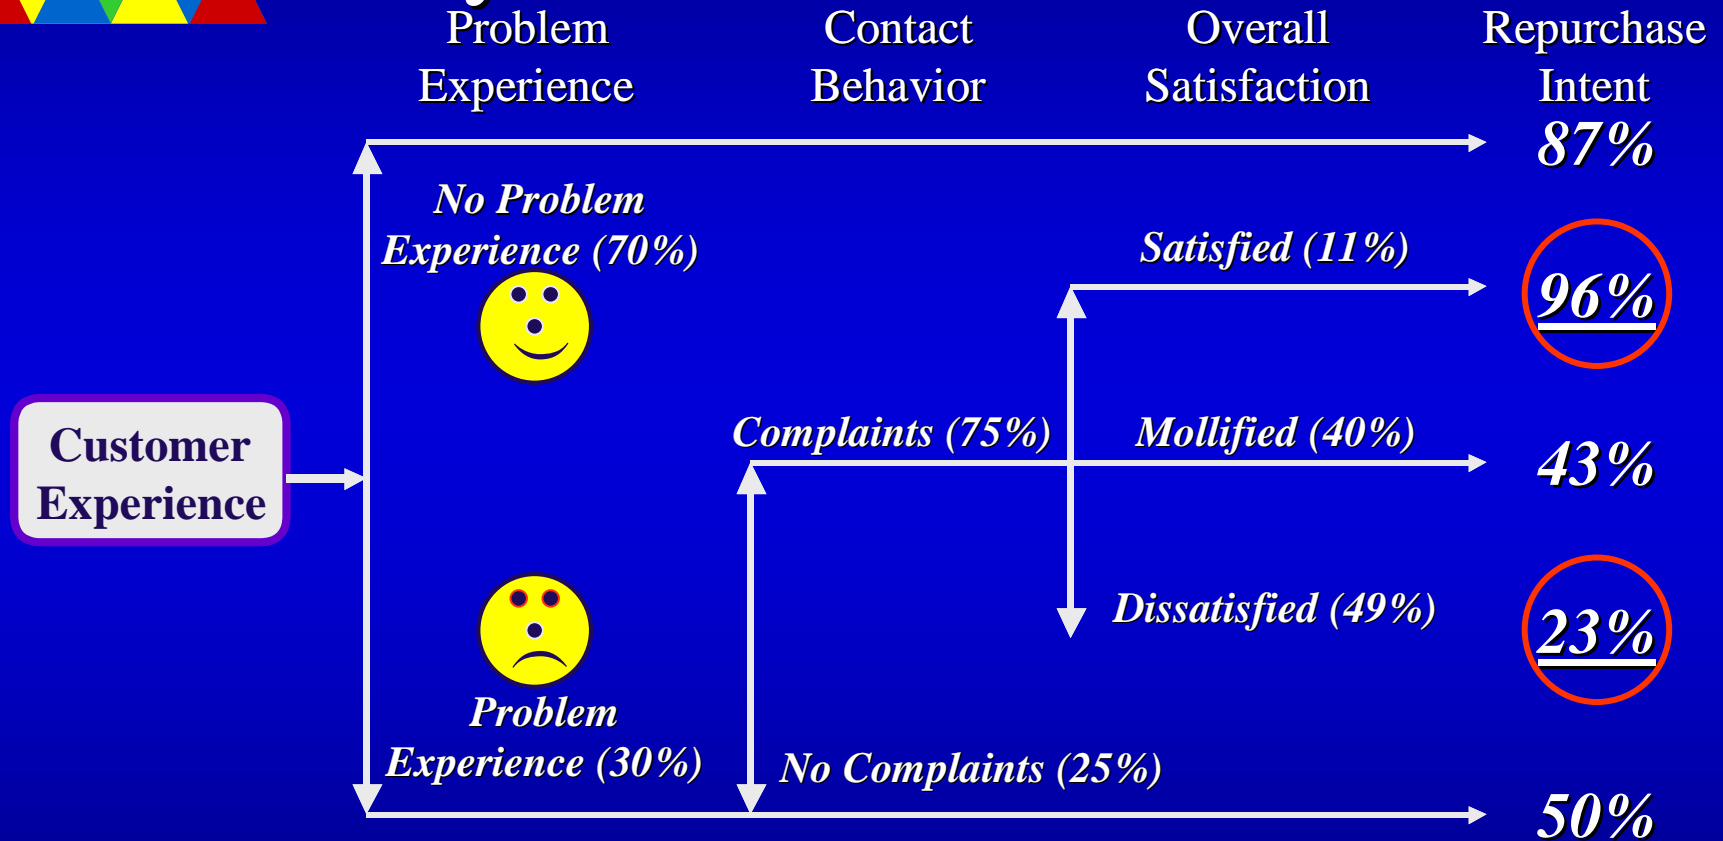 Problem
Experience
Contact
Behavior
Overall
Satisfaction
Repurchase
Intent
87%
No Problem
Experience (70%)
Satisfied (11%)
96%
Complaints (75%)
Mollified (40%)
43%
Customer
Experience
Dissatisfied (49%)
23%
Problem
Experience (30%)
No Complaints (25%)
50%